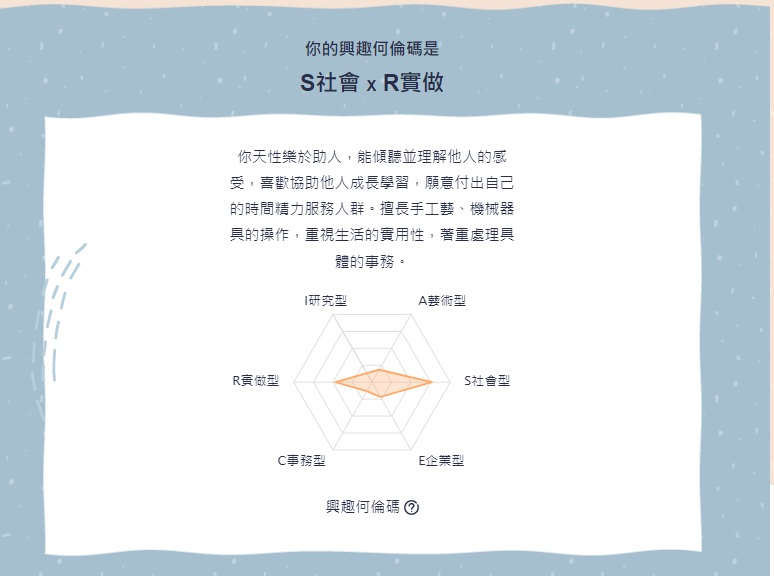 你的興趣何倫碼是
S社會 x R實做
你天性樂於助人，能傾聽並理解他人的感
受，喜歡協助他人成長學習，願意付出自己
的時間精力服務人群。擅長手工藝、機械器
具的操作，重視生活的實用性，著重處理具
體的事務。
I研究型
A藝術型
R實做型
S社會型
C事務型
E企業型
興趣何倫碼 ?